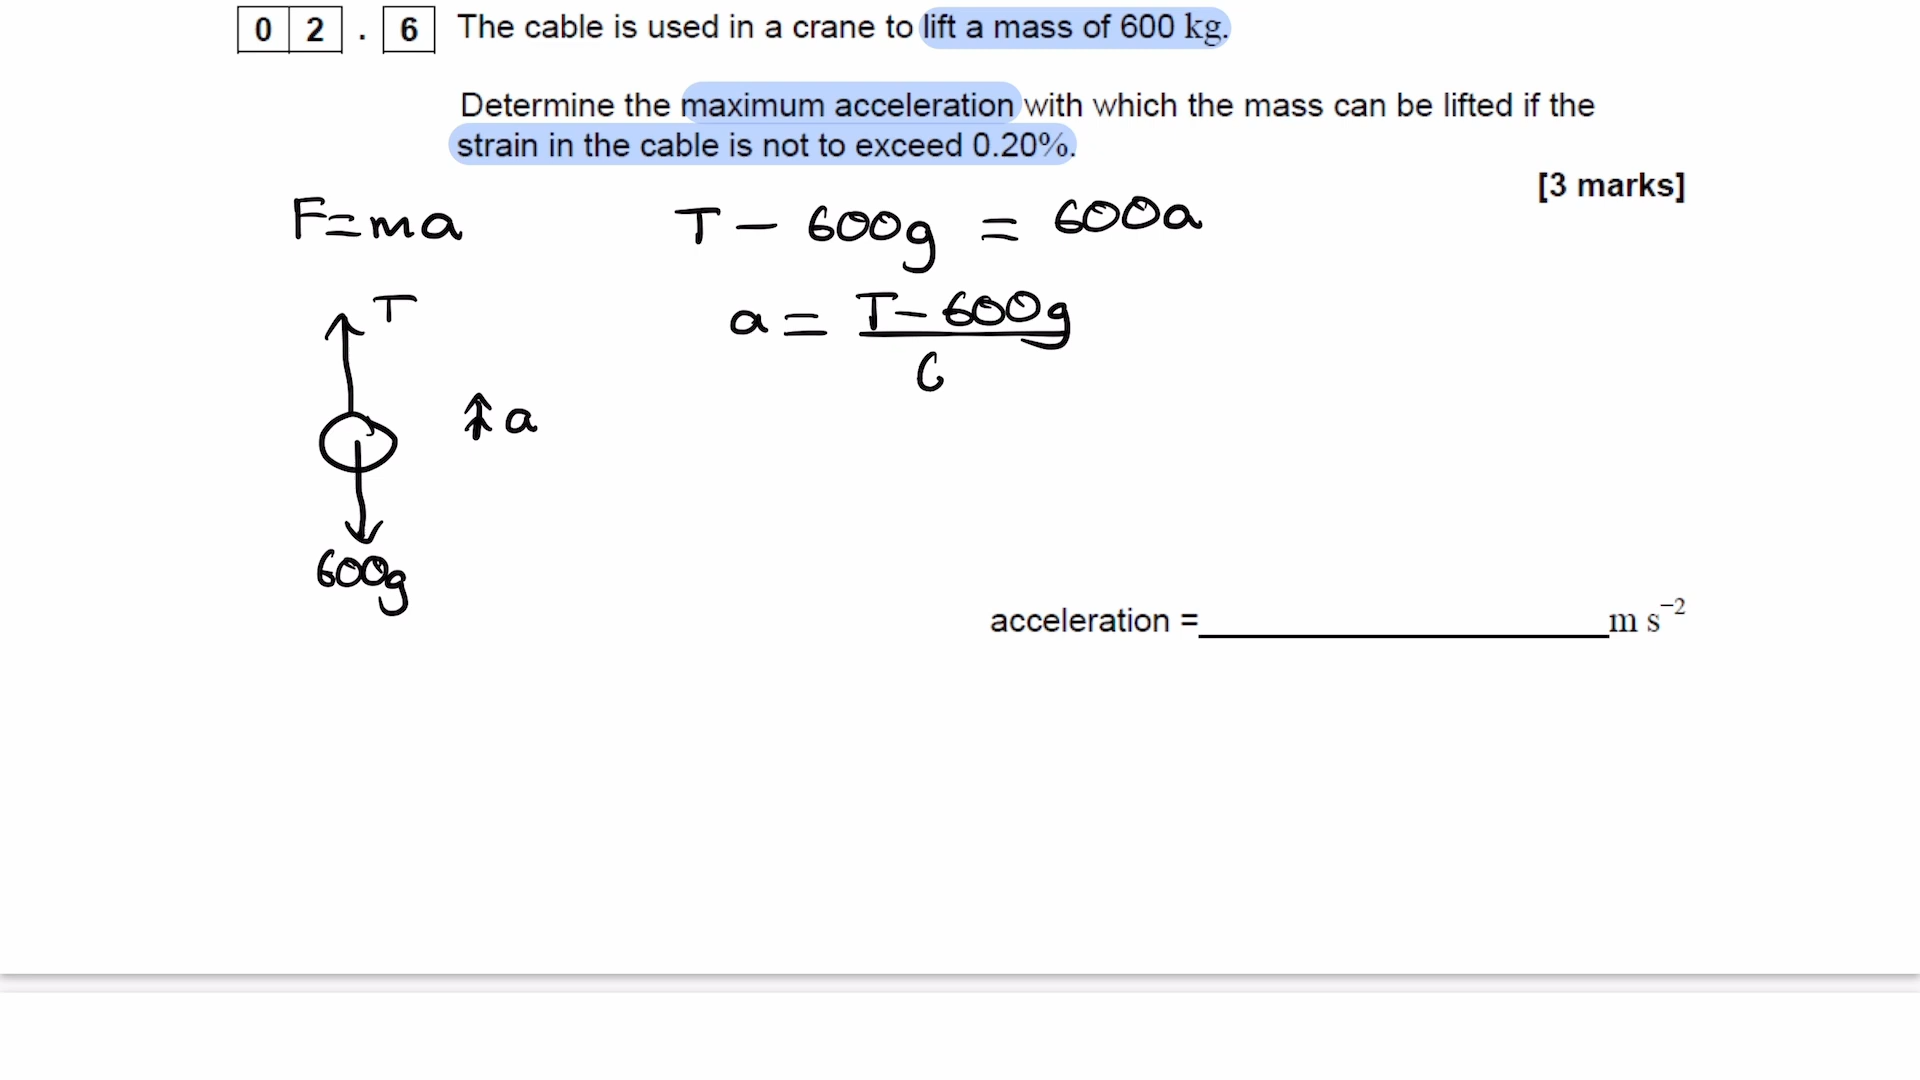 02.6 The cable is used in a crane to lift a mass of 600 kg.
Determine the maximum acceleration with which the mass can be lifted if the
strain in the cable is not to exceed 0.20%.
[3 marks]
F=ma T - 600g = 600a
T
a = T - 600g / 6
a
600g
acceleration = m s⁻²